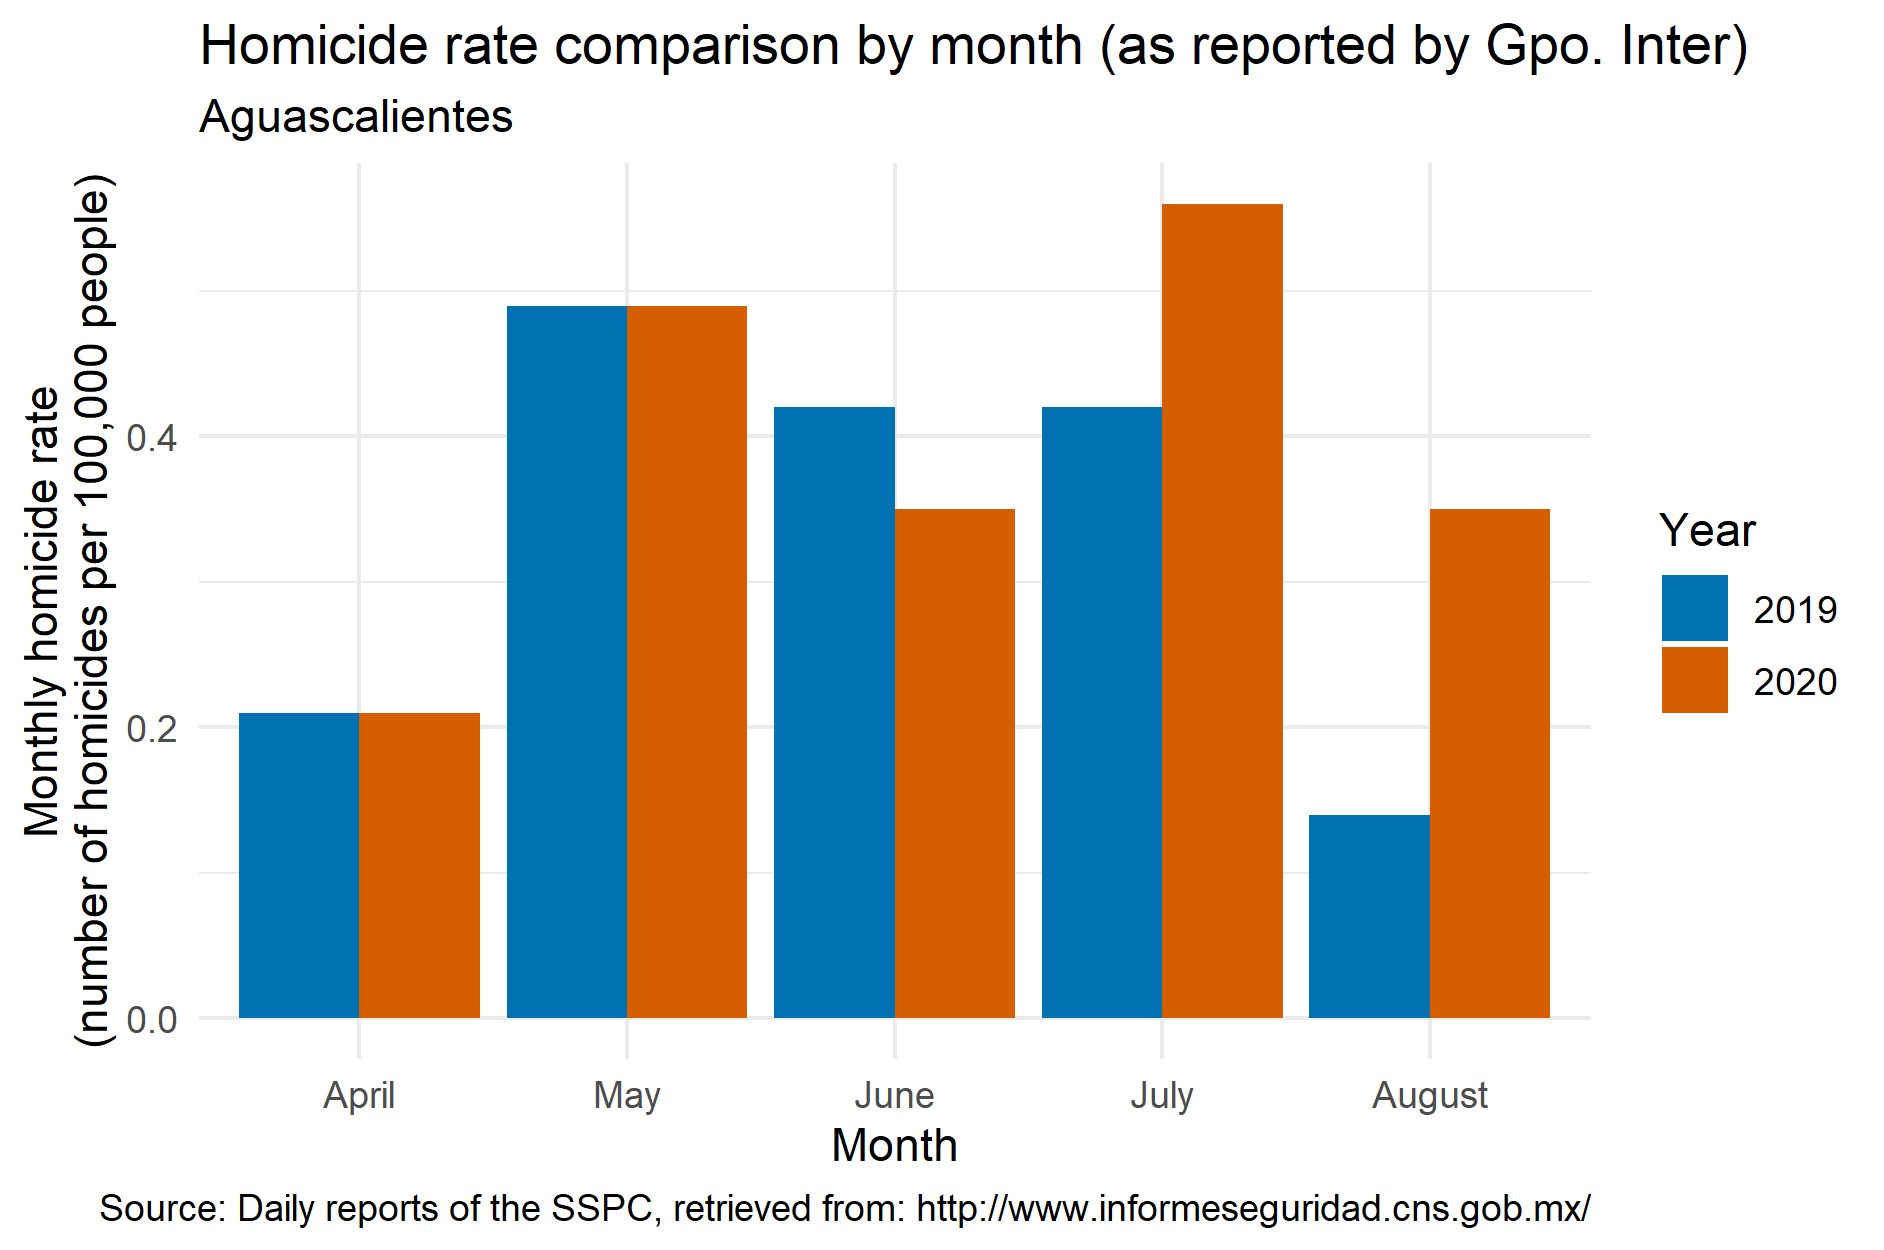 Homicide rate comparison by month (as reported by Gpo. Inter)
Aguascalientes
Monthly homicide rate
(number of homicides per 100,000 people)
0.4
0.2
0.0
April
May
June
July
August
Month
Year
2019
2020
Source: Daily reports of the SSPC, retrieved from: http://www.informeseguridad.cns.gob.mx/